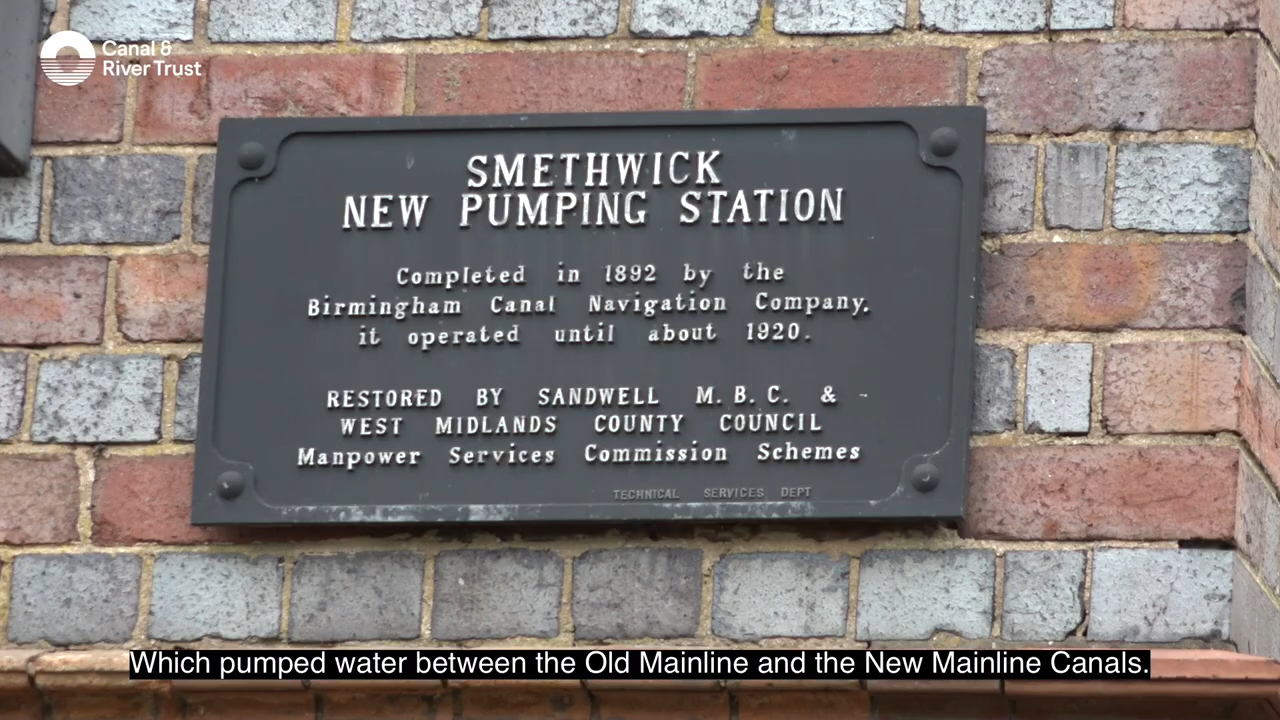 Canal &
River Trust
SMETHWICK
NEW PUMPING STATION
Completed in 1892 by the
Birmingham Canal Navigation Company,
it operated until about 1920.
RESTORED BY SANDWELL M.B.C. &
WEST MIDLANDS COUNTY COUNCIL
Manpower Services Commission Schemes
TECHNICAL SERVICES DEPT
Which pumped water between the Old Mainline and the New Mainline Canals.